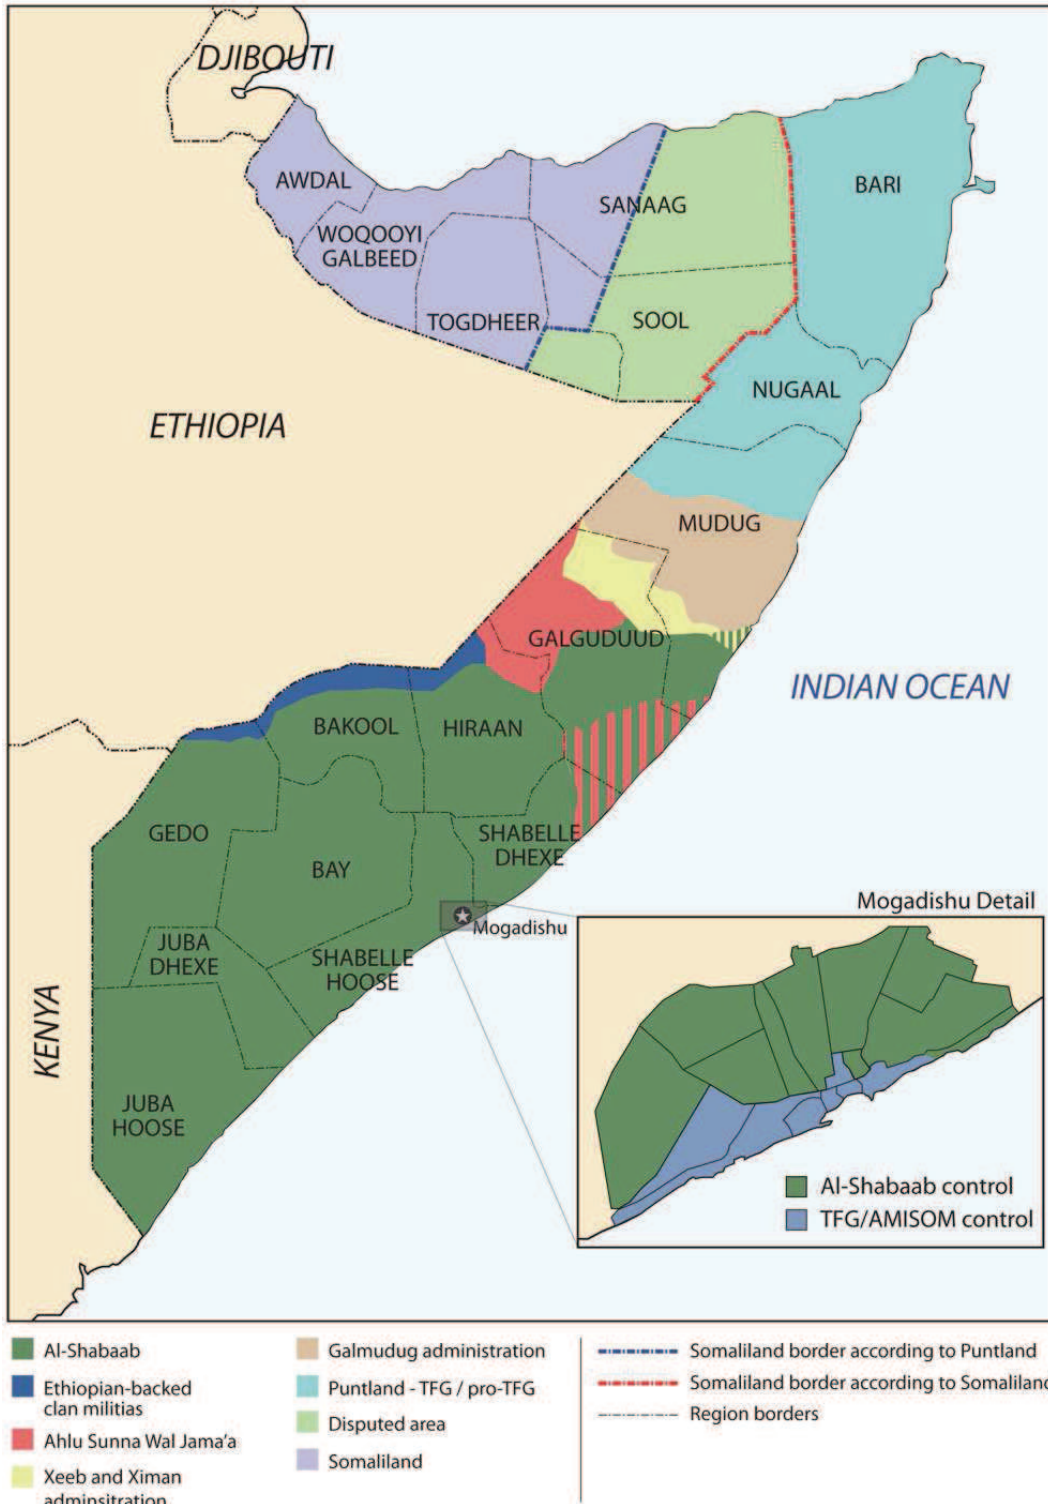 DJIBOUTI
AWDAL
BARI
SANAAG
WOQOOYI
GALBEED
TOGDHEER
SOOL
NUGAAL
ETHIOPIA
MUDUG
GALGUDUUD
INDIAN OCEAN
BAKOOL
HIRAAN
GEDO
SHABELLE
DHEXE
BAY
Mogadishu
JUBA
DHEXE
SHABELLE
HOOSE
KENYA
JUBA
HOOSE
Mogadishu Detail
Al-Shabaab control
TFG/AMISOM control
Al-Shabaab
Ethiopian-backed
clan militias
Ahlu Sunna Wal Jama'a
Xeeb and Ximan
adminsitration
Galmudug administration
Puntland - TFG / pro-TFG
Disputed area
Somaliland
Somaliland border according to Puntland
Somaliland border according to Somaliland
Region borders